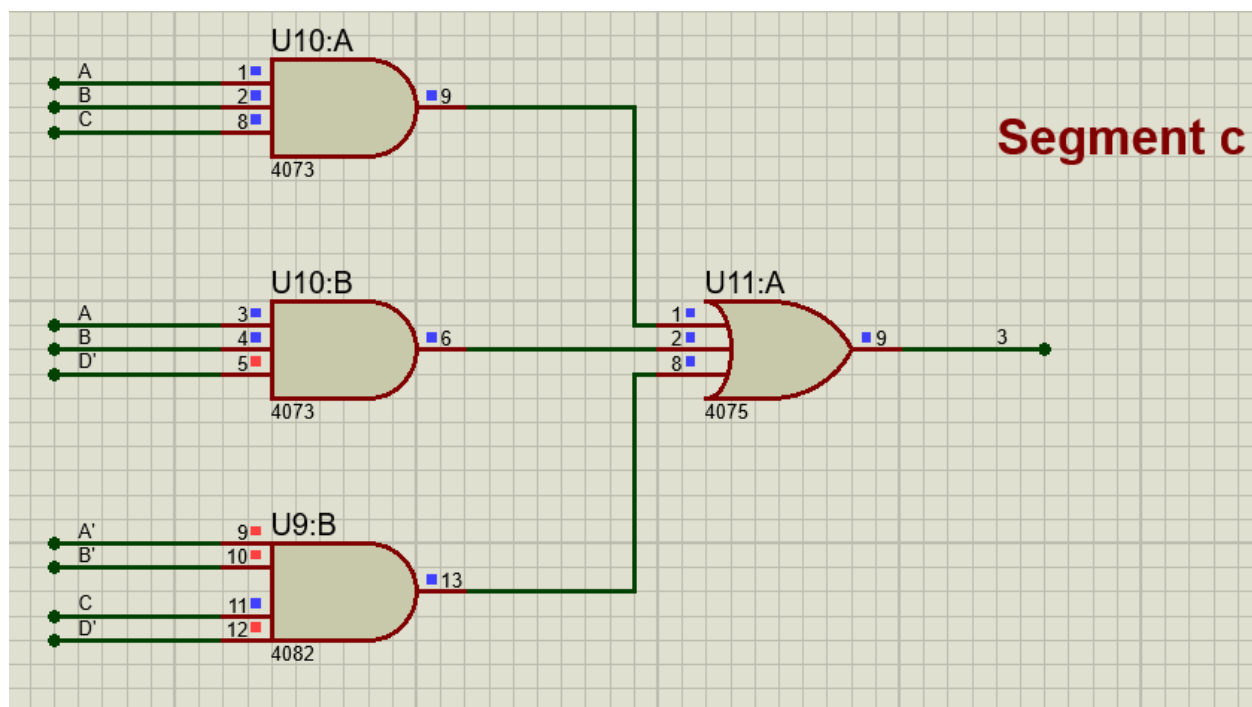 U10:A
A 1
B 2 9
C 8
4073
Segment c
U10:B
A 3
B 4 6
D' 5
4073
U11:A
1
2 9 3
8
4075
U9:B
A' 9
B' 10
13
C 11
D' 12
4082